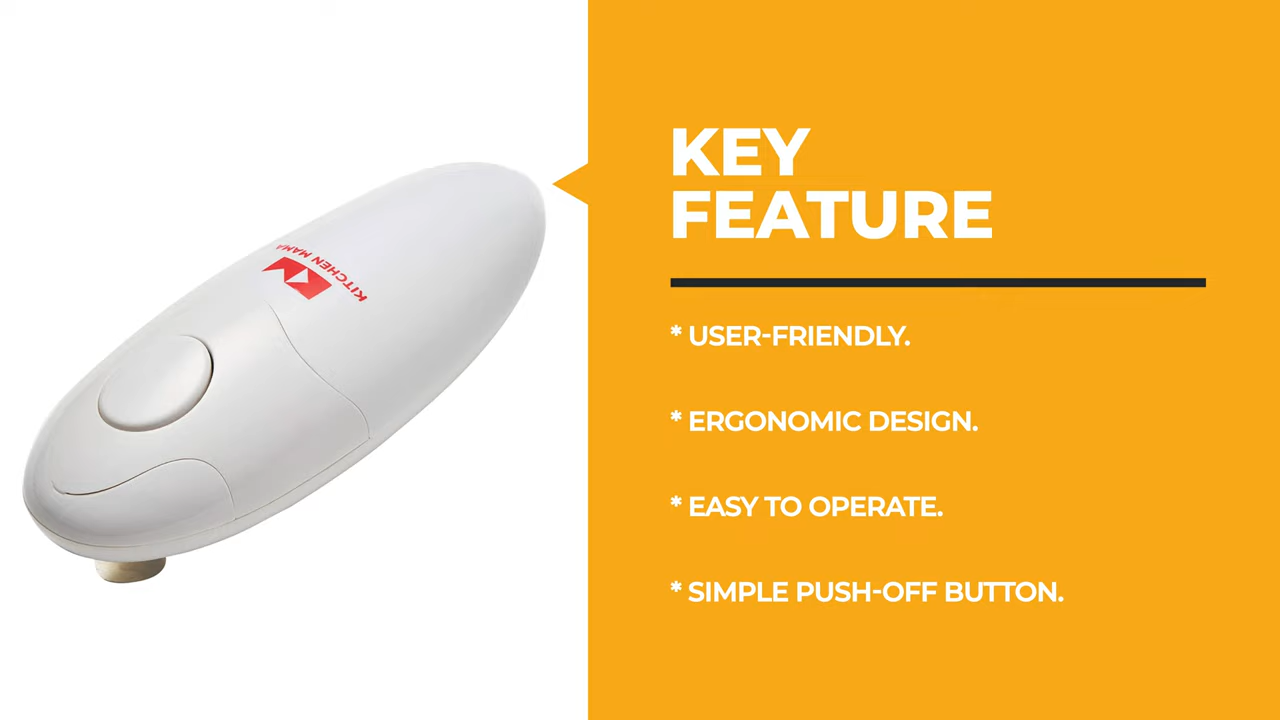 KITCHEN MAMA
KEY
FEATURE
* USER-FRIENDLY.
* ERGONOMIC DESIGN.
* EASY TO OPERATE.
* SIMPLE PUSH-OFF BUTTON.